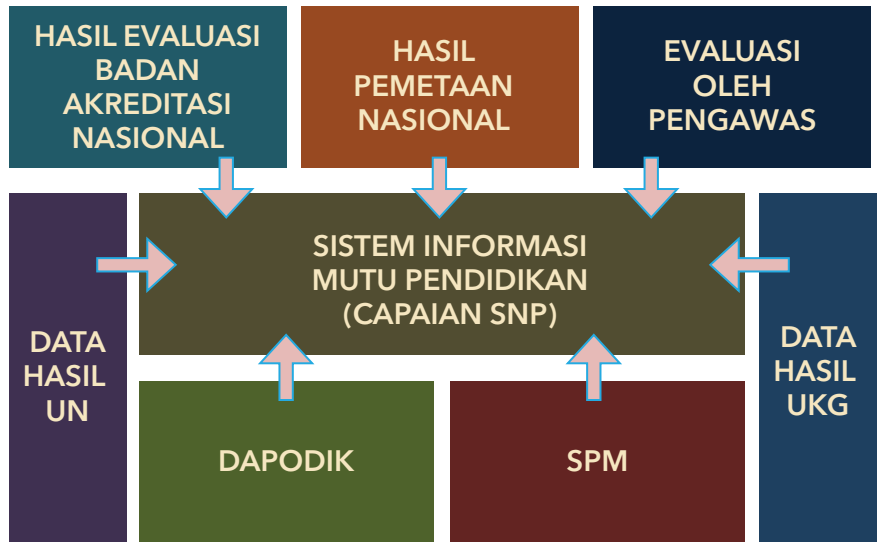 HASIL EVALUASI
BADAN
AKREDITASI
NASIONAL
HASIL
PEMETAAN
NASIONAL
EVALUASI
OLEH
PENGAWAS
SISTEM INFORMASI
MUTU PENDIDIKAN
(CAPAIAN SNP)
DATA
HASIL
UN
DATA
HASIL
UKG
DAPODIK
SPM